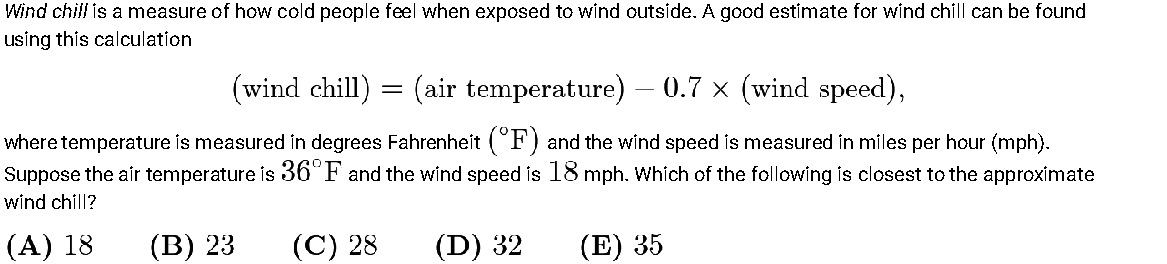 Wind chill is a measure of how cold people feel when exposed to wind outside. A good estimate for wind chill can be found
using this calculation
(wind chill) = (air temperature) − 0.7 × (wind speed),
where temperature is measured in degrees Fahrenheit (°F) and the wind speed is measured in miles per hour (mph).
Suppose the air temperature is 36°F and the wind speed is 18 mph. Which of the following is closest to the approximate
wind chill?
(A) 18 (B) 23 (C) 28 (D) 32 (E) 35